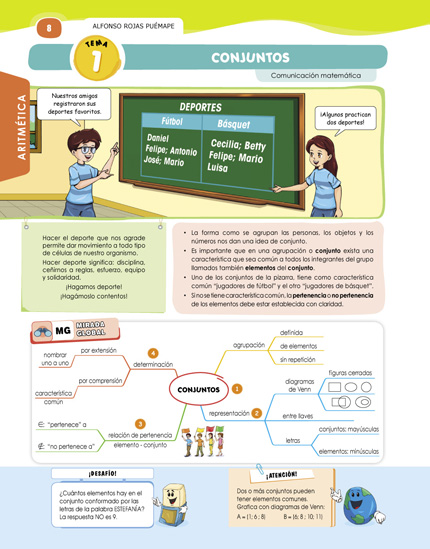 8
ALFONSO ROJAS PUÉMAPE
TEMA
1
CONJUNTOS
Comunicación matemática
ARITMÉTICA
Nuestros amigos
registraron sus
deportes favoritos.
DEPORTES
Fútbol
Básquet
Daniel
Felipe; Antonio
José; Mario
Cecilia; Betty
Felipe; Mario
Luisa
¡Algunos practican
dos deportes!
Hacer el deporte que nos agrade
permite dar movimiento a todo tipo
de células de nuestro organismo.
Hacer deporte significa: disciplina,
ceñirnos a reglas, esfuerzo, equipo
y solidaridad.
¡Hagamos deporte!
¡Hagámoslo contentos!
• La forma como se agrupan las personas, los objetos y los
números nos dan una idea de conjunto.
• Es importante que en una agrupación o conjunto exista una
característica que sea común a todos los integrantes del grupo
llamados también elementos del conjunto.
• Uno de los conjuntos de la pizarra, tiene como característica
común "jugadores de fútbol" y el otro "jugadores de básquet".
• Si no se tiene característica común, la pertenencia o no pertenencia
de los elementos debe estar establecida con claridad.
MG
MIRADA
GLOBAL
nombrar
uno a uno
por extensión
característica
común
por comprensión
4
determinación
∈: "pertenece" a
∉: "no pertenece a"
3
relación de pertenencia
elemento - conjunto
CONJUNTOS
1
agrupación
definida
de elementos
sin repetición
representación
2
diagramas
de Venn
figuras cerradas
entre llaves
letras
conjuntos: mayúsculas
elementos: minúsculas
¡DESAFÍO!
¿Cuántos elementos hay en el
conjunto conformado por las
letras de la palabra ESTEFANÍA?
La respuesta NO es 9.
¡ATENCIÓN!
Dos o más conjuntos pueden
tener elementos comunes.
Grafica con diagramas de Venn:
A = {1; 6 ; 8} B = {6; 8 ; 10; 11}